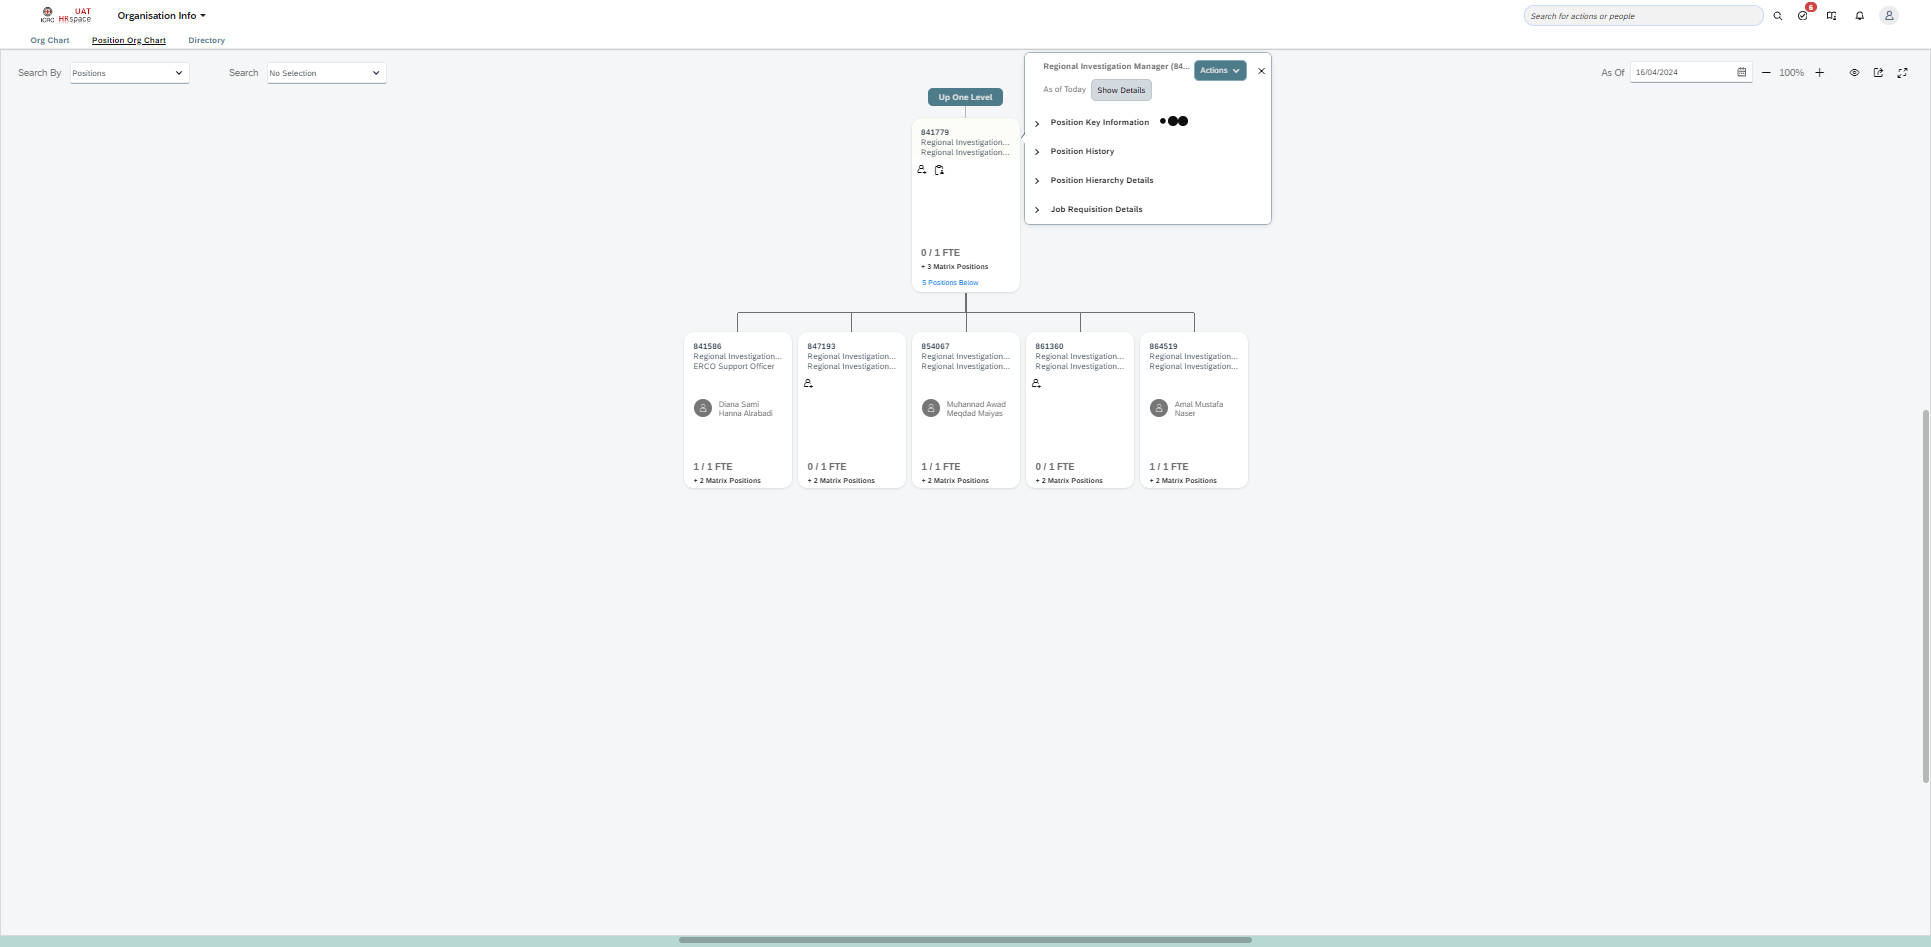 ICRC
UAT
HRspace
Organisation Info
Search for actions or people
6
Org Chart
Position Org Chart
Directory
Search By
Positions
Search
No Selection
Regional Investigation Manager (84...
Actions
As of Today
Show Details
Position Key Information
Position History
Position Hierarchy Details
Job Requisition Details
As Of
16/04/2024
100%
Up One Level
841779
Regional Investigation...
Regional Investigation...
0 / 1 FTE
+ 3 Matrix Positions
5 Positions Below
841586
Regional Investigation...
ERCO Support Officer
Diana Sami
Hanna Alrabadi
1 / 1 FTE
+ 2 Matrix Positions
847193
Regional Investigation...
Regional Investigation...
0 / 1 FTE
+ 2 Matrix Positions
854067
Regional Investigation...
Regional Investigation...
Muhannad Awad
Meqdad Maiyas
1 / 1 FTE
+ 2 Matrix Positions
861360
Regional Investigation...
Regional Investigation...
0 / 1 FTE
+ 2 Matrix Positions
864519
Regional Investigation...
Regional Investigation...
Amal Mustafa
Naser
1 / 1 FTE
+ 2 Matrix Positions